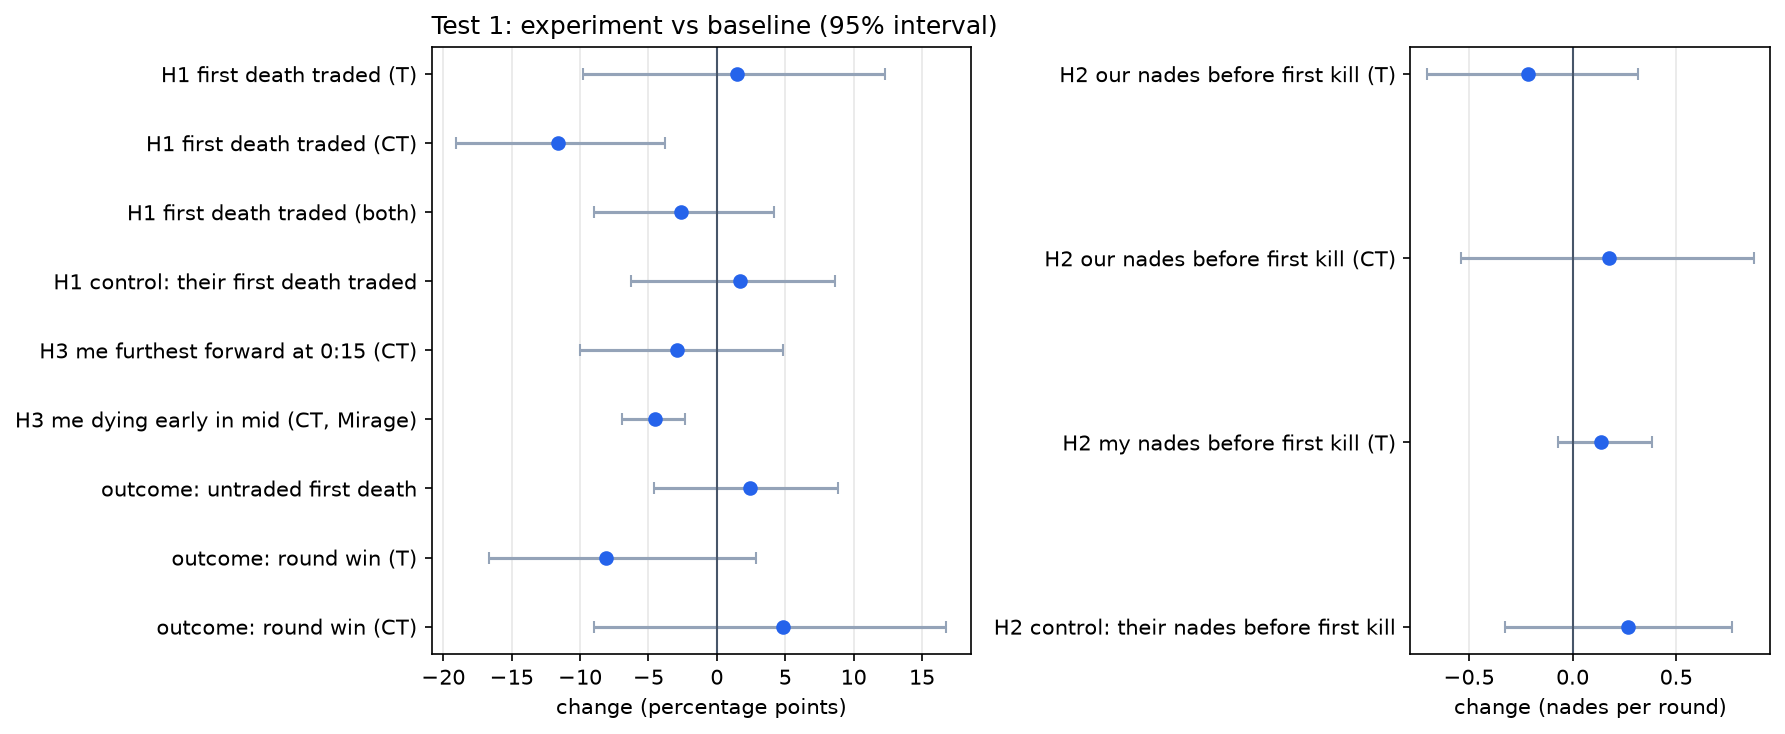 Test 1: experiment vs baseline (95% interval)
H1 first death traded (T)
H1 first death traded (CT)
H1 first death traded (both)
H1 control: their first death traded
H3 me furthest forward at 0:15 (CT)
H3 me dying early in mid (CT, Mirage)
outcome: untraded first death
outcome: round win (T)
outcome: round win (CT)
−20 −15 −10 −5 0 5 10 15
change (percentage points)
H2 our nades before first kill (T)
H2 our nades before first kill (CT)
H2 my nades before first kill (T)
H2 control: their nades before first kill
−0.5 0.0 0.5
change (nades per round)